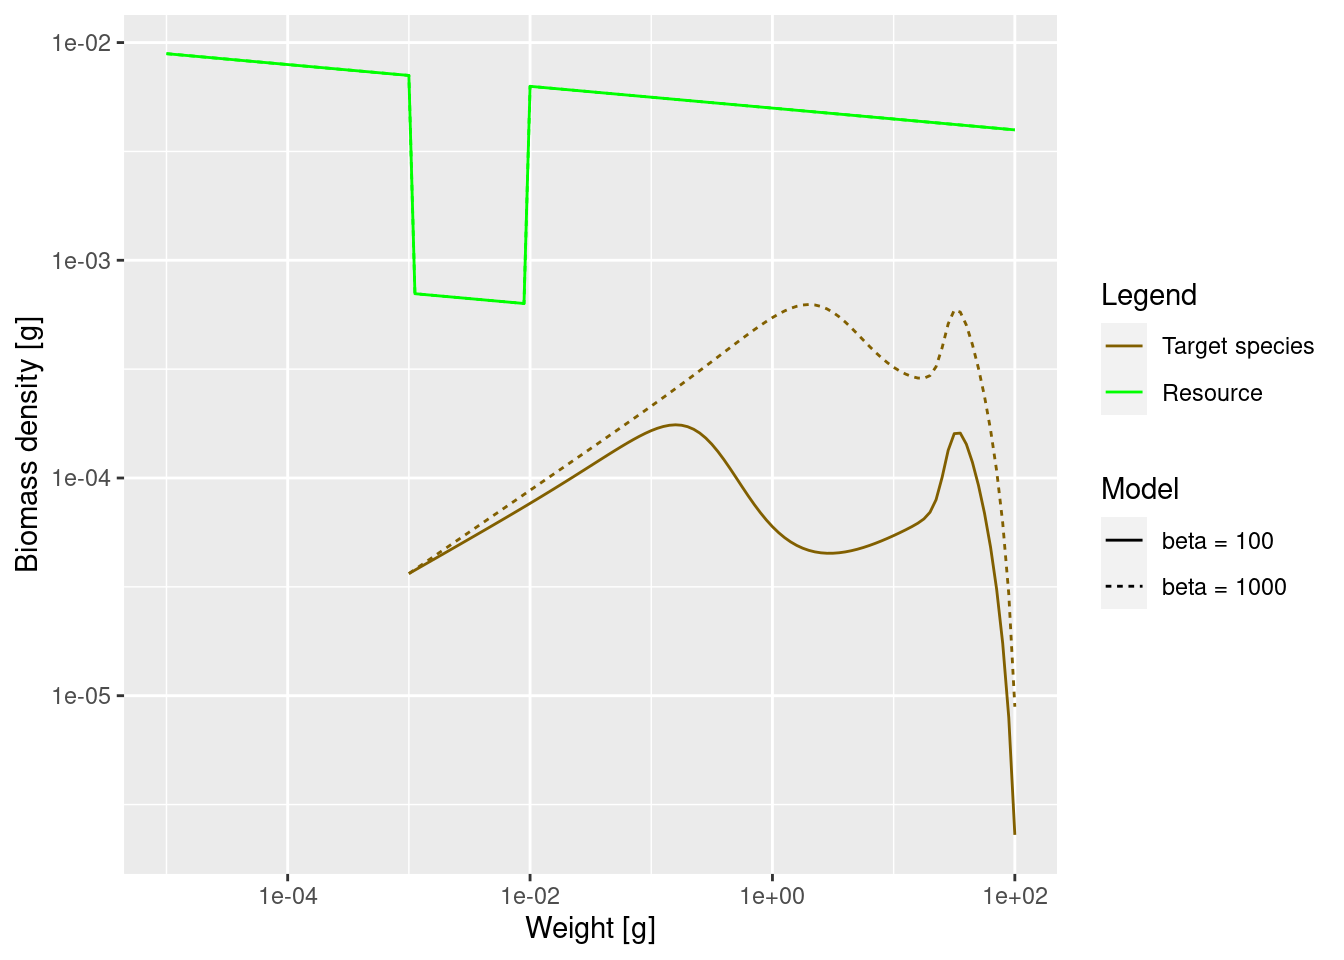 1e-02
1e-03
1e-04
1e-05
Biomass density [g]
1e-04
1e-02
1e+00
1e+02
Weight [g]
Legend
Target species
Resource
Model
beta = 100
beta = 1000